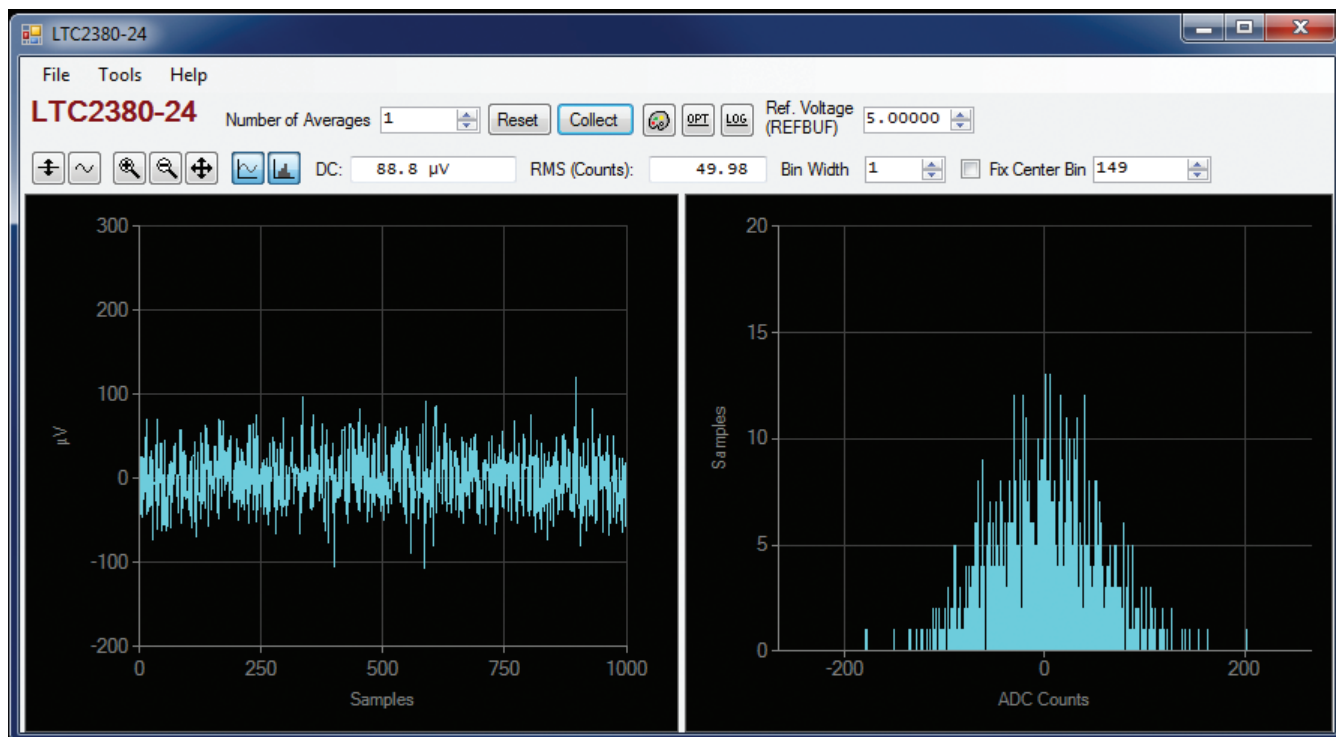 LTC2380-24
File Tools Help
LTC2380-24 Number of Averages 1 Reset Collect OPT LOG Ref. Voltage (REFBUF) 5.00000
DC: 88.8 µV RMS (Counts): 49.98 Bin Width 1 Fix Center Bin 149
300
200
100
0
-100
-200
µV
0 250 500 750 1000
Samples
20
15
10
5
0
Samples
-200 0 200
ADC Counts